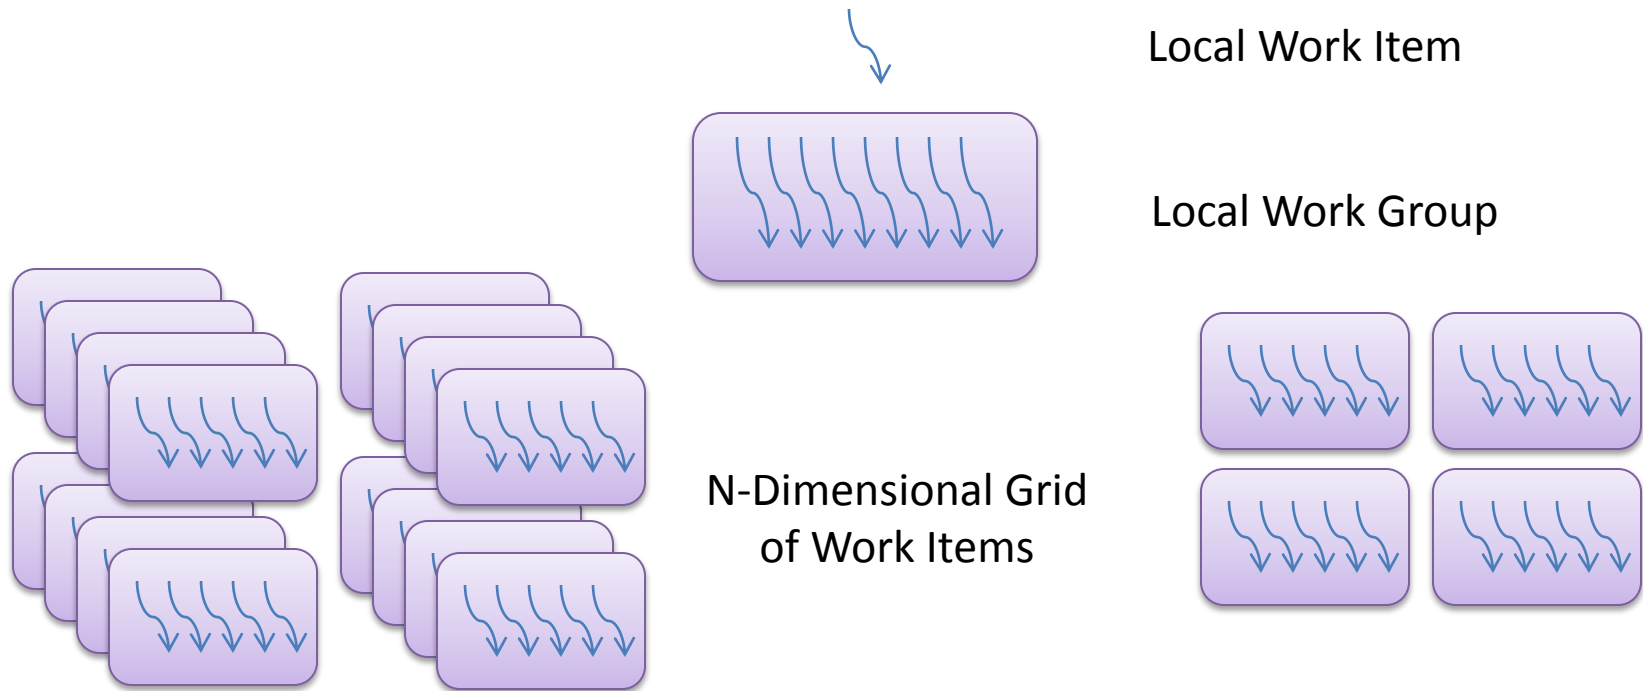 Local Work Item
Local Work Group
N-Dimensional Grid
of Work Items